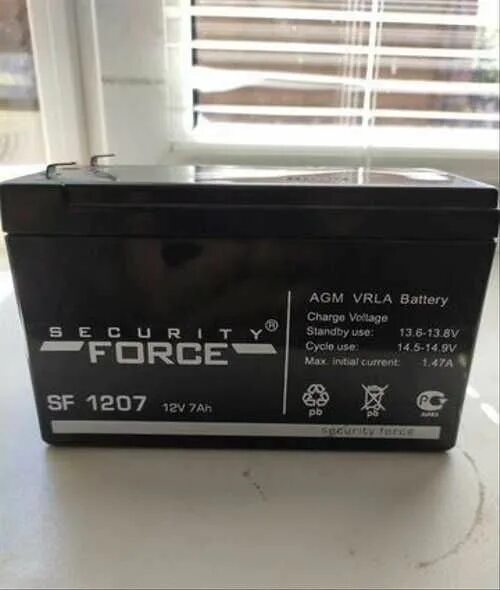 SECURITY®
FORCE
SF 1207 12V 7Ah
AGM VRLA Battery
Charge Voltage
Standby use: 13.6-13.8V
Cycle use: 14.5-14.9V
Max. initial current: 1.47A
pb
pb
PC
security force